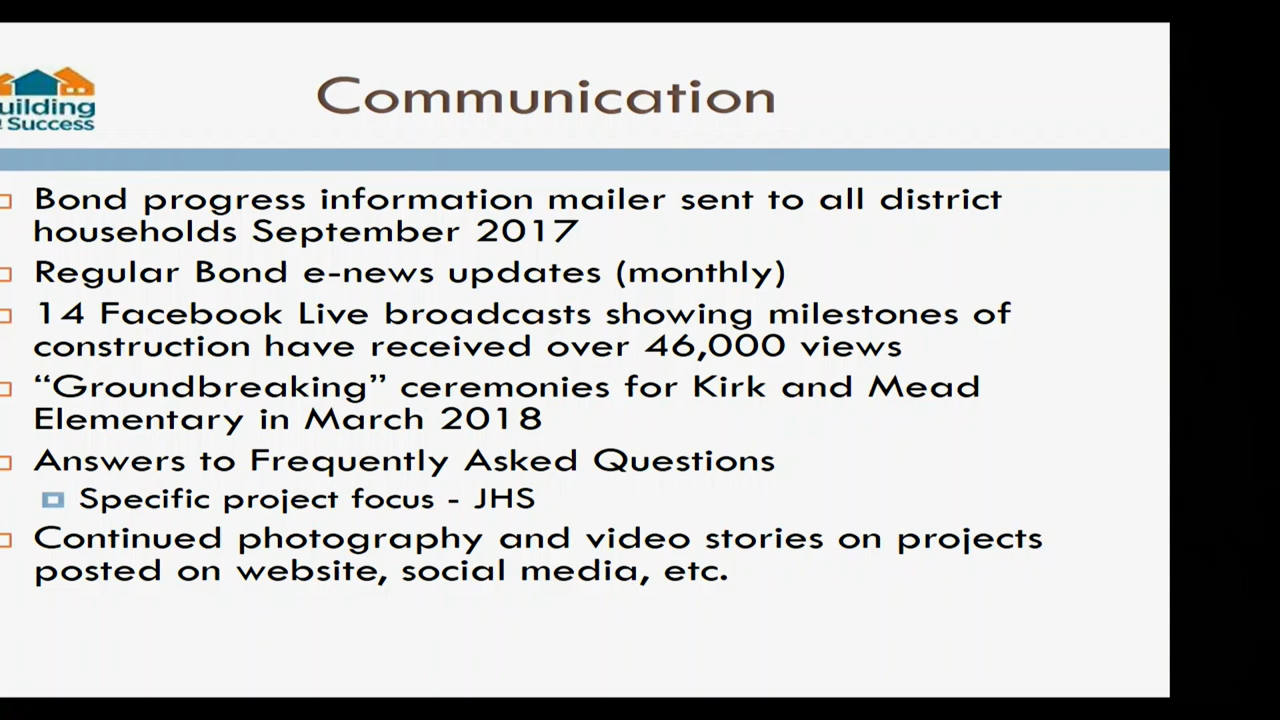 Communication
Success
Bond progress information mailer sent to all district
households September 2017
Regular Bond e-news updates (monthly)
14 Facebook Live broadcasts showing milestones of
construction have received over 46,000 views
“Groundbreaking” ceremonies for Kirk and Mead
Elementary in March 2018
Answers to Frequently Asked Questions
Specific project focus - JHS
Continued photography and video stories on projects
posted on website, social media, etc.